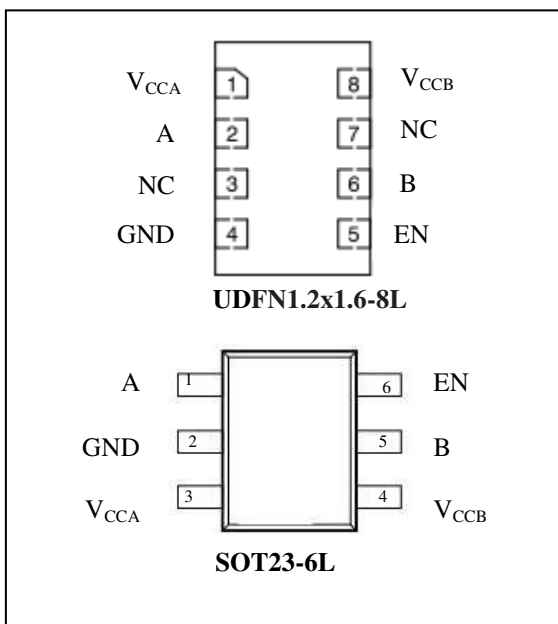 V_CCA 1 8 V_CCB
A 2 7 NC
NC 3 6 B
GND 4 5 EN
UDFN1.2x1.6-8L
A 1 6 EN
GND 2 5 B
V_CCA 3 4 V_CCB
SOT23-6L